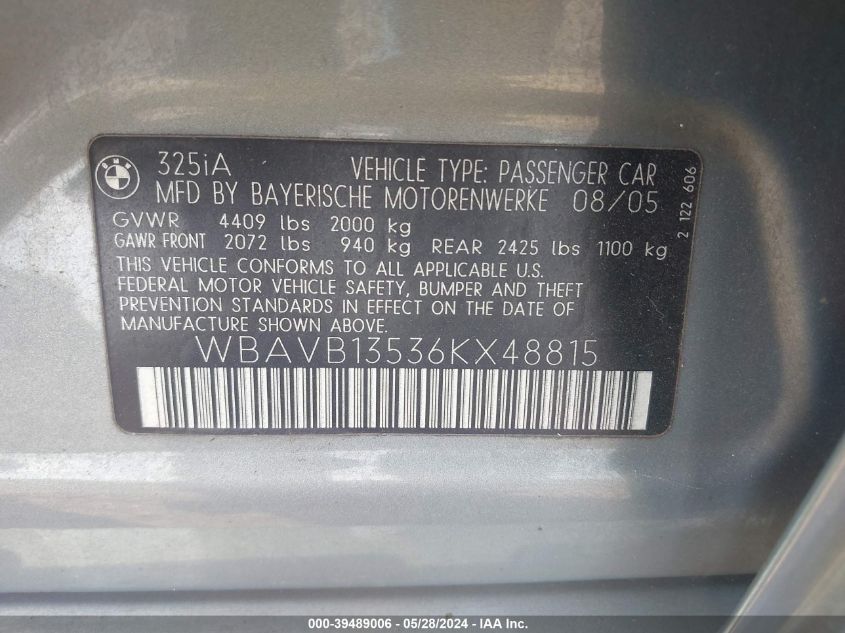 325iA VEHICLE TYPE: PASSENGER CAR
MFD BY BAYERISCHE MOTORENWERKE 08/05
GVWR 4409 lbs 2000 kg
GAWR FRONT 2072 lbs 940 kg REAR 2425 lbs 1100 kg
THIS VEHICLE CONFORMS TO ALL APPLICABLE U.S.
FEDERAL MOTOR VEHICLE SAFETY, BUMPER AND THEFT
PREVENTION STANDARDS IN EFFECT ON THE DATE OF
MANUFACTURE SHOWN ABOVE.
WBAVB13536KX48815
2 122 606
BMW
000-39489006 - 05/28/2024 - IAA Inc.